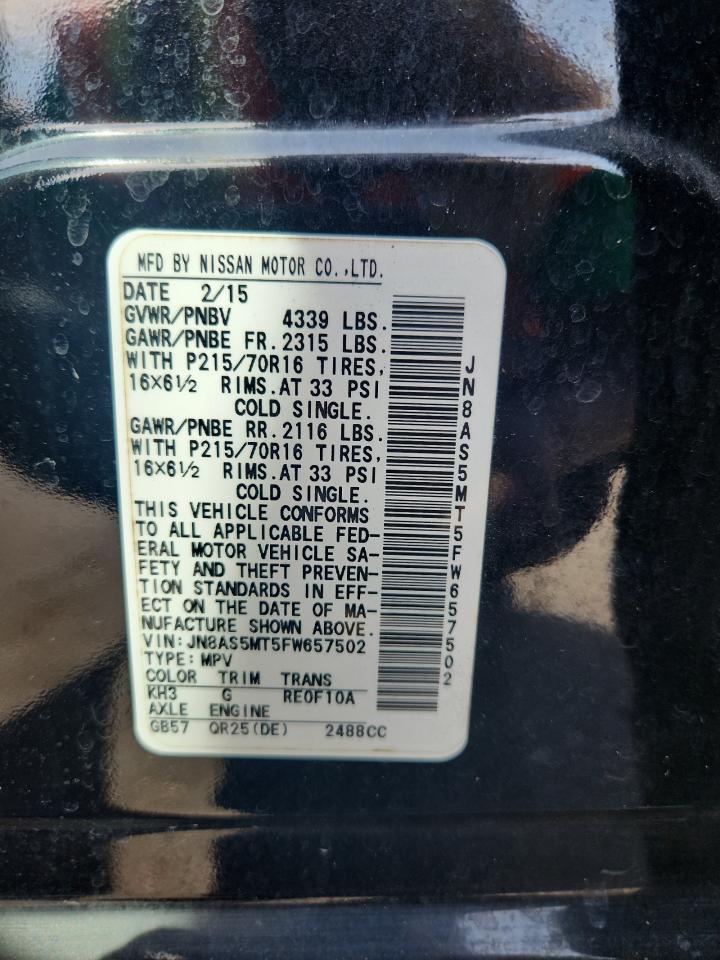 MFD BY NISSAN MOTOR CO.,LTD.
DATE 2/15
GVWR/PNBV 4339 LBS.
GAWR/PNBE FR. 2315 LBS.
WITH P215/70R16 TIRES,
16×6½ RIMS. AT 33 PSI
COLD SINGLE.
GAWR/PNBE RR. 2116 LBS.
WITH P215/70R16 TIRES,
16×6½ RIMS. AT 33 PSI
COLD SINGLE.
THIS VEHICLE CONFORMS
TO ALL APPLICABLE FED-
ERAL MOTOR VEHICLE SA-
FETY AND THEFT PREVEN-
TION STANDARDS IN EFF-
ECT ON THE DATE OF MA-
NUFACTURE SHOWN ABOVE.
VIN: JN8AS5MT5FW657502
TYPE: MPV
COLOR TRIM TRANS
KH3 G RE0F10A
AXLE ENGINE
GB57 QR25(DE) 2488CC
JN8AS5MT5FW657502